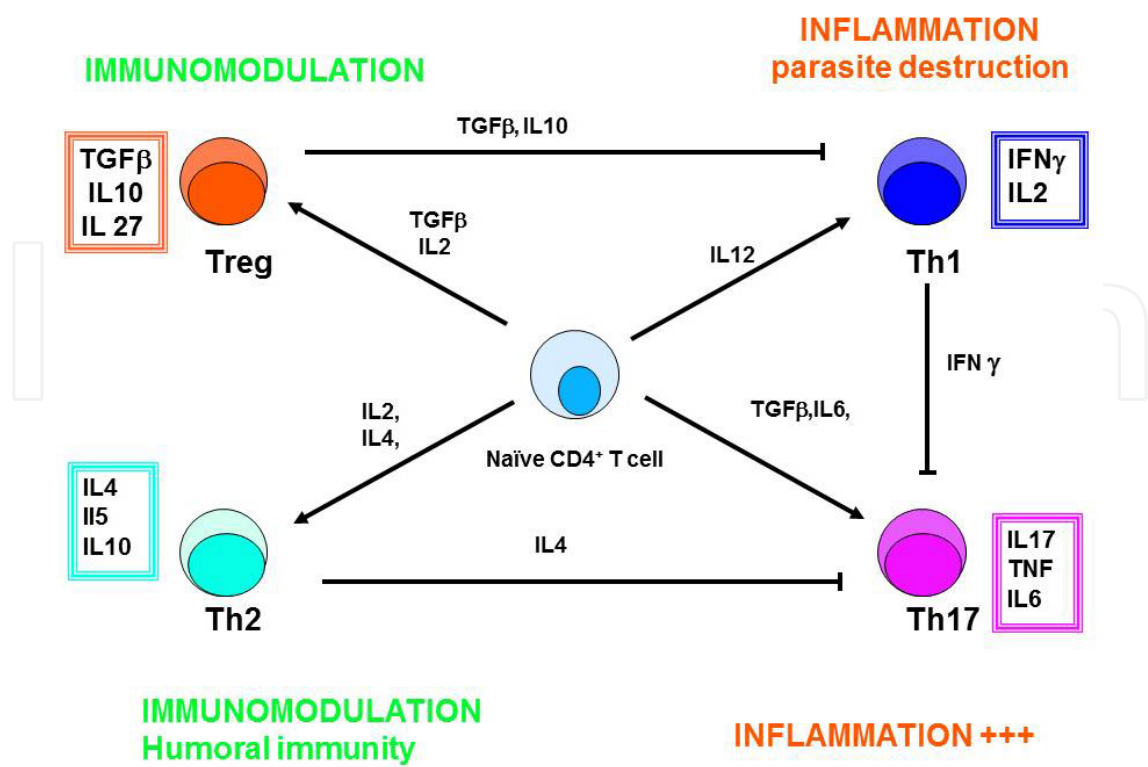 IMMUNOMODULATION
INFLAMMATION
parasite destruction
TGFβ
IL10
IL 27
Treg
TGFβ, IL10
IFNγ
IL2
Th1
TGFβ
IL2
IL12
IFN γ
Naïve CD4⁺ T cell
IL2,
IL4,
TGFβ,IL6,
IL4
Il5
IL10
Th2
IL4
IL17
TNF
IL6
Th17
IMMUNOMODULATION
Humoral immunity
INFLAMMATION +++